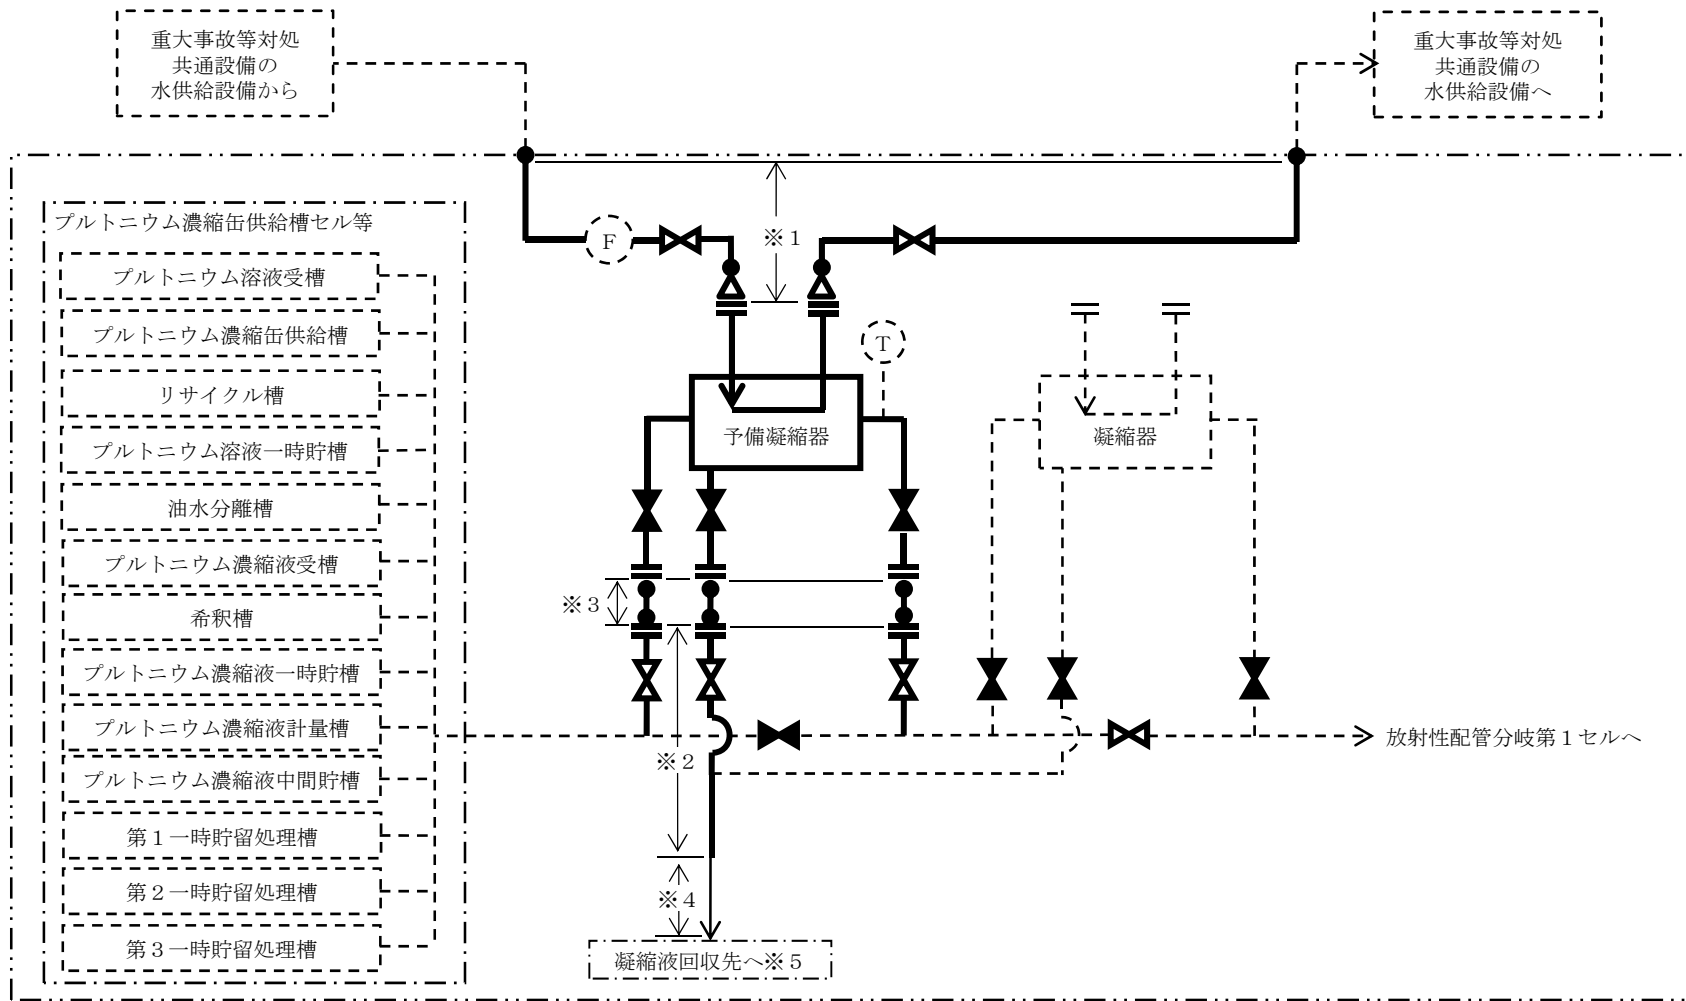 重大事故等対処
共通設備の
水供給設備から
重大事故等対処
共通設備の
水供給設備へ
プルトニウム濃縮缶供給槽セル等
プルトニウム溶液受槽
プルトニウム濃縮缶供給槽
リサイクル槽
プルトニウム溶液一時貯槽
油水分離槽
プルトニウム濃縮液受槽
希釈槽
プルトニウム濃縮液一時貯槽
プルトニウム濃縮液計量槽
プルトニウム濃縮液中間貯槽
第1一時貯留処理槽
第2一時貯留処理槽
第3一時貯留処理槽
F
※1
T
予備凝縮器
凝縮器
※3
※2
放射性配管分岐第1セルへ
※4
凝縮液回収先へ※5